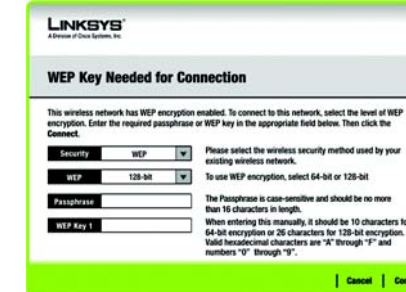 LINKSYS®
A Division of Cisco Systems, Inc.
WEP Key Needed for Connection
This wireless network has WEP encryption enabled. To connect to this network, select the level of WEP
encryption. Enter the required passphrase or WEP key in the appropriate field below. Then click the
Connect.
Security WEP
Please select the wireless security method used by your
existing wireless network.
WEP 128-bit
To use WEP encryption, select 64-bit or 128-bit
Passphrase
The Passphrase is case-sensitive and should be no more
than 16 characters in length.
WEP Key 1
When entering this manually, it should be 10 characters fo
64-bit encryption or 26 characters for 128-bit encryption.
Valid hexadecimal characters are "A" through "F" and
numbers "0" through "9".
Cancel Con